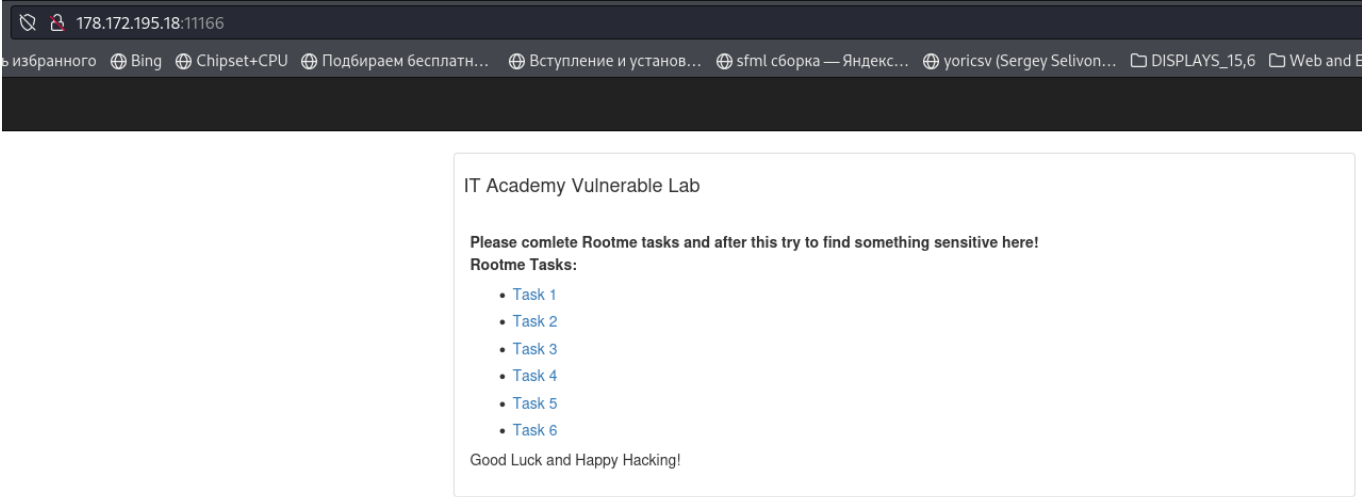 178.172.195.18:11166
ь избранного Bing Chipset+CPU Подбираем бесплатн... Вступление и установ... sfml сборка — Яндекс... yoricsv (Sergey Selivon... DISPLAYS_15,6 Web and E
IT Academy Vulnerable Lab
Please comlete Rootme tasks and after this try to find something sensitive here!
Rootme Tasks:
• Task 1
• Task 2
• Task 3
• Task 4
• Task 5
• Task 6
Good Luck and Happy Hacking!